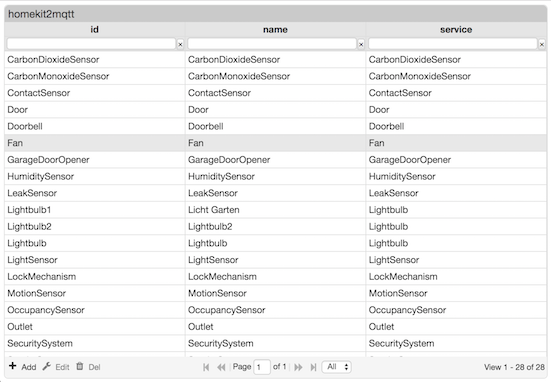 homekit2mqtt
id name service
x x x
CarbonDioxideSensor CarbonDioxideSensor CarbonDioxideSensor
CarbonMonoxideSensor CarbonMonoxideSensor CarbonMonoxideSensor
ContactSensor ContactSensor ContactSensor
Door Door Door
Doorbell Doorbell Doorbell
Fan Fan Fan
GarageDoorOpener GarageDoorOpener GarageDoorOpener
HumiditySensor HumiditySensor HumiditySensor
LeakSensor LeakSensor LeakSensor
Lightbulb1 Licht Garten Lightbulb
Lightbulb2 Lightbulb2 Lightbulb
Lightbulb Lightbulb Lightbulb
LightSensor LightSensor LightSensor
LockMechanism LockMechanism LockMechanism
MotionSensor MotionSensor MotionSensor
OccupancySensor OccupancySensor OccupancySensor
Outlet Outlet Outlet
SecuritySystem SecuritySystem SecuritySystem
Add Edit Del Page 1 of 1 All View 1 - 28 of 28